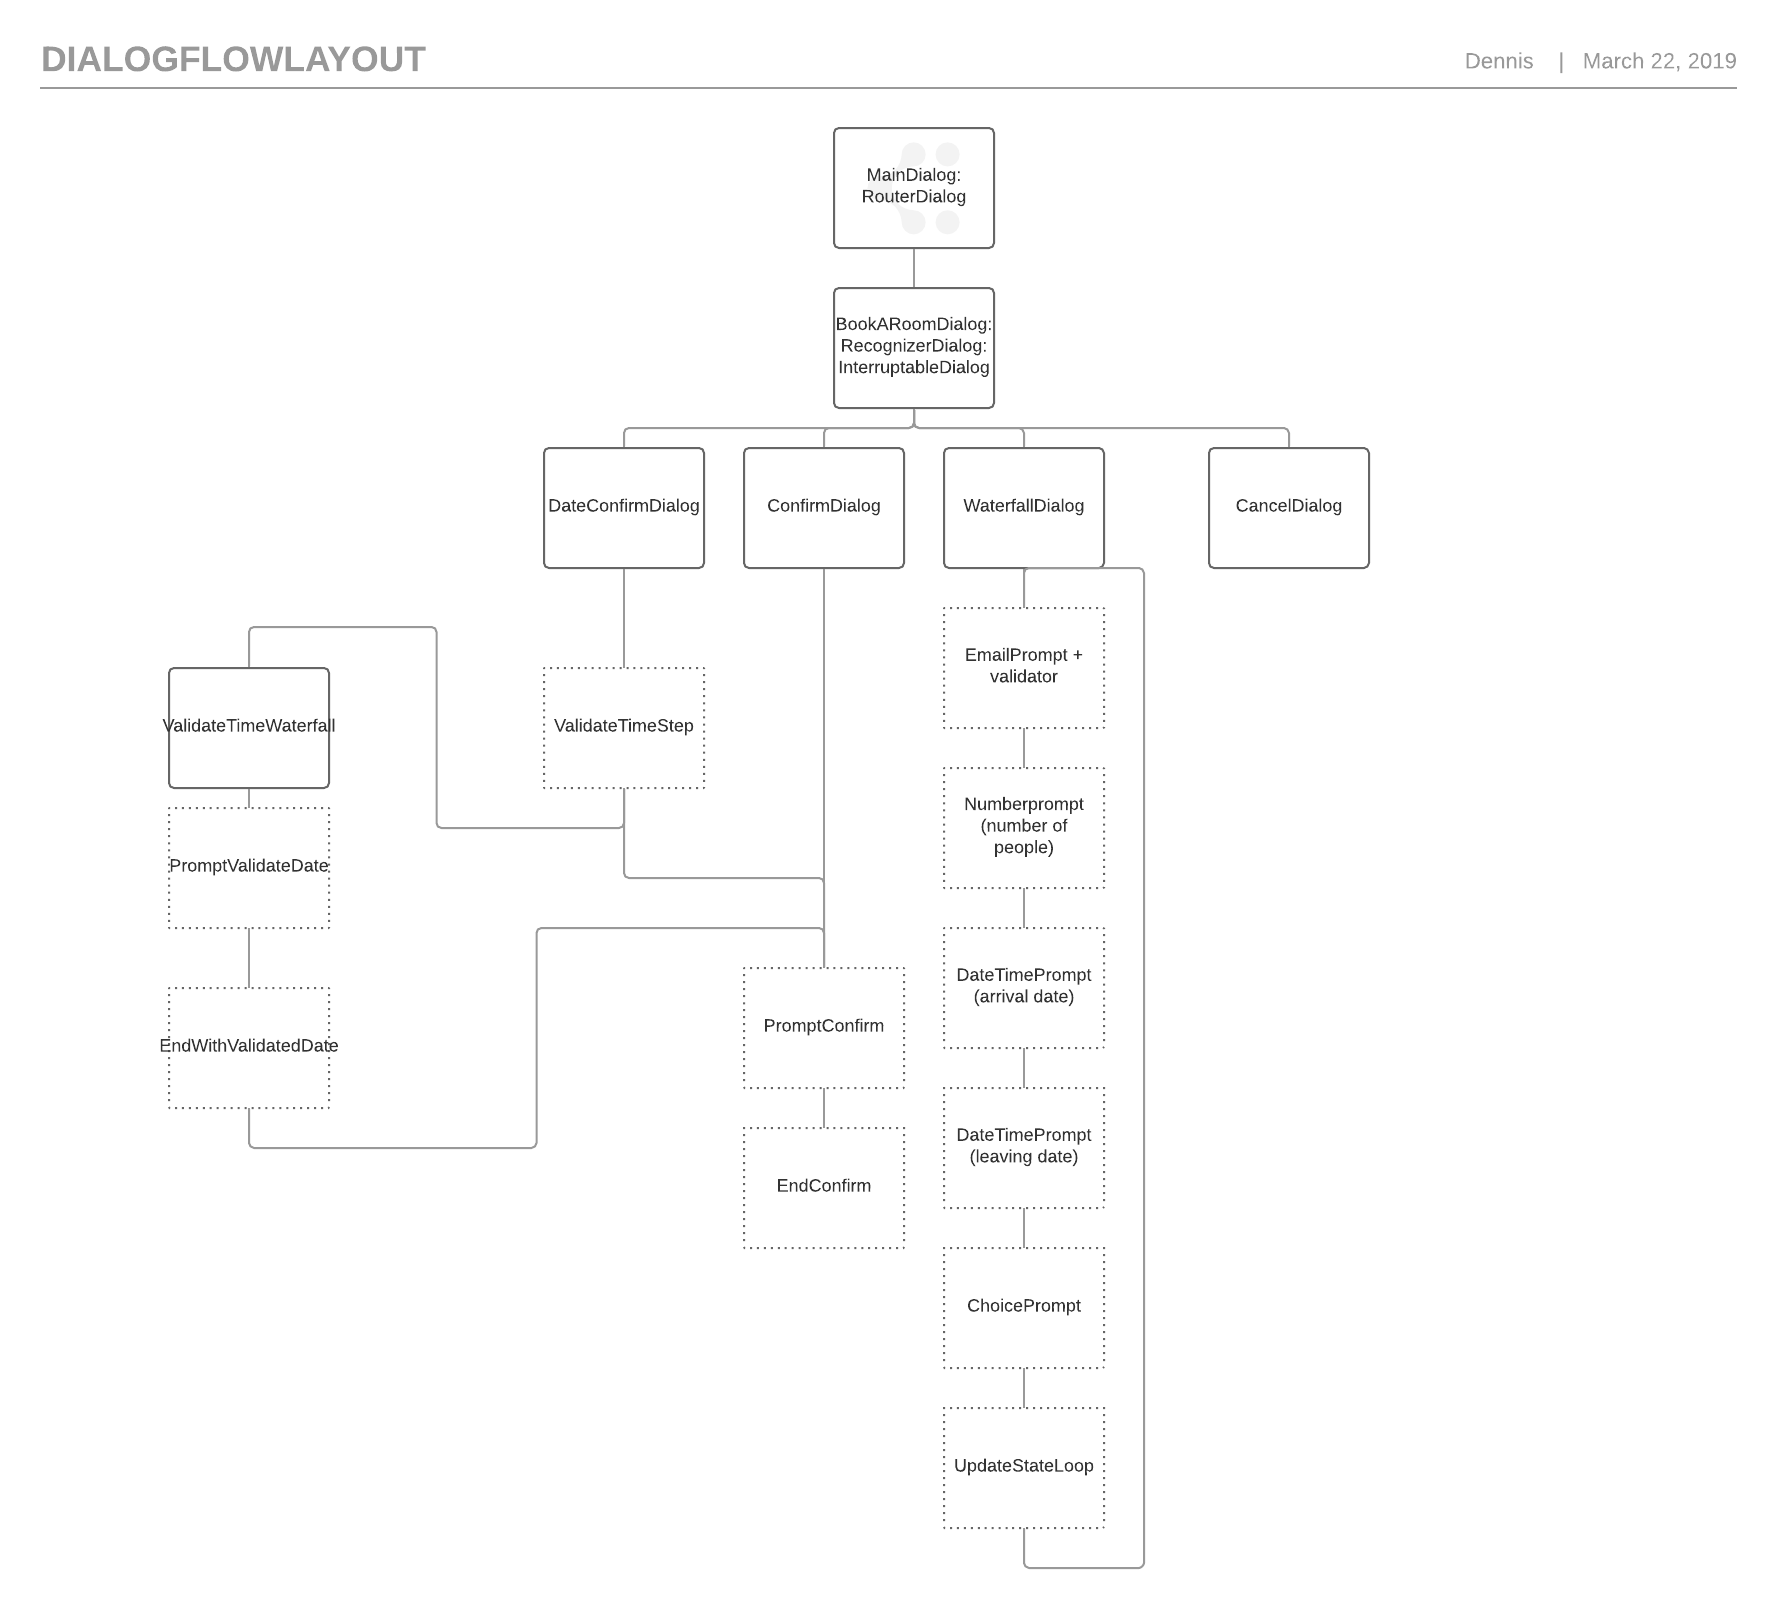 DIALOGFLOWLAYOUT
Dennis | March 22, 2019
MainDialog:
RouterDialog
BookARoomDialog:
RecognizerDialog:
InterruptableDialog
DateConfirmDialog
ConfirmDialog
WaterfallDialog
CancelDialog
EmailPrompt +
validator
ValidateTimeWaterfall
ValidateTimeStep
Numberprompt
(number of
people)
PromptValidateDate
DateTimePrompt
(arrival date)
PromptConfirm
EndWithValidatedDate
DateTimePrompt
(leaving date)
EndConfirm
ChoicePrompt
UpdateStateLoop